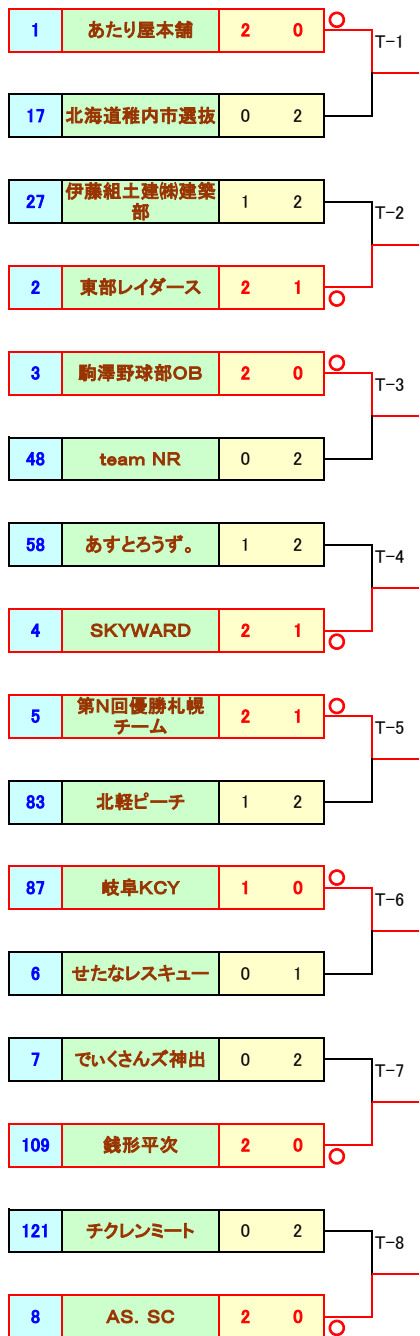 1 あたり屋本舗 2 0
T-1
17 北海道稚内市選抜 0 2
27 伊藤組土建㈱建築部 1 2
T-2
2 東部レイダース 2 1
3 駒澤野球部OB 2 0
T-3
48 team NR 0 2
58 あすとろうず。 1 2
T-4
4 SKYWARD 2 1
5 第N回優勝札幌チーム 2 1
T-5
83 北軽ピーチ 1 2
87 岐阜KCY 1 0
T-6
6 せたなレスキュー 0 1
7 でぃくさんズ神出 0 2
T-7
109 銭形平次 2 0
121 チクレンミート 0 2
T-8
8 AS. SC 2 0